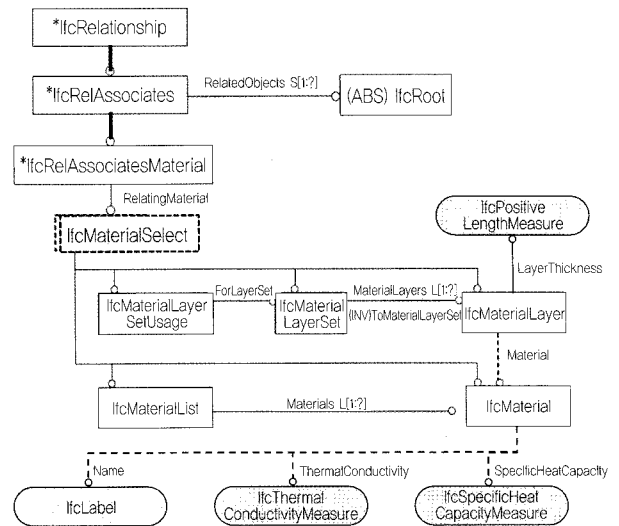 *IfcRelationship
*IfcRelAssociates
RelatedObjects S[1:?]
(ABS) IfcRoot
*IfcRelAssociatesMaterial
RelatingMaterial
IfcMaterialSelect
IfcPositive
LengthMeasure
LayerThickness
IfcMaterialLayer
SetUsage
ForLayerSet
IfcMaterial
LayerSet
MaterialLayers L[1:?]
(INV)ToMaterialLayerSet
IfcMaterialLayer
Material
IfcMaterialList
Materials L[1:?]
IfcMaterial
Name
ThermalConductivity
SpecificHeatCapacity
IfcLabel
IfcThermal
ConductivityMeasure
IfcSpecificHeat
CapacityMeasure